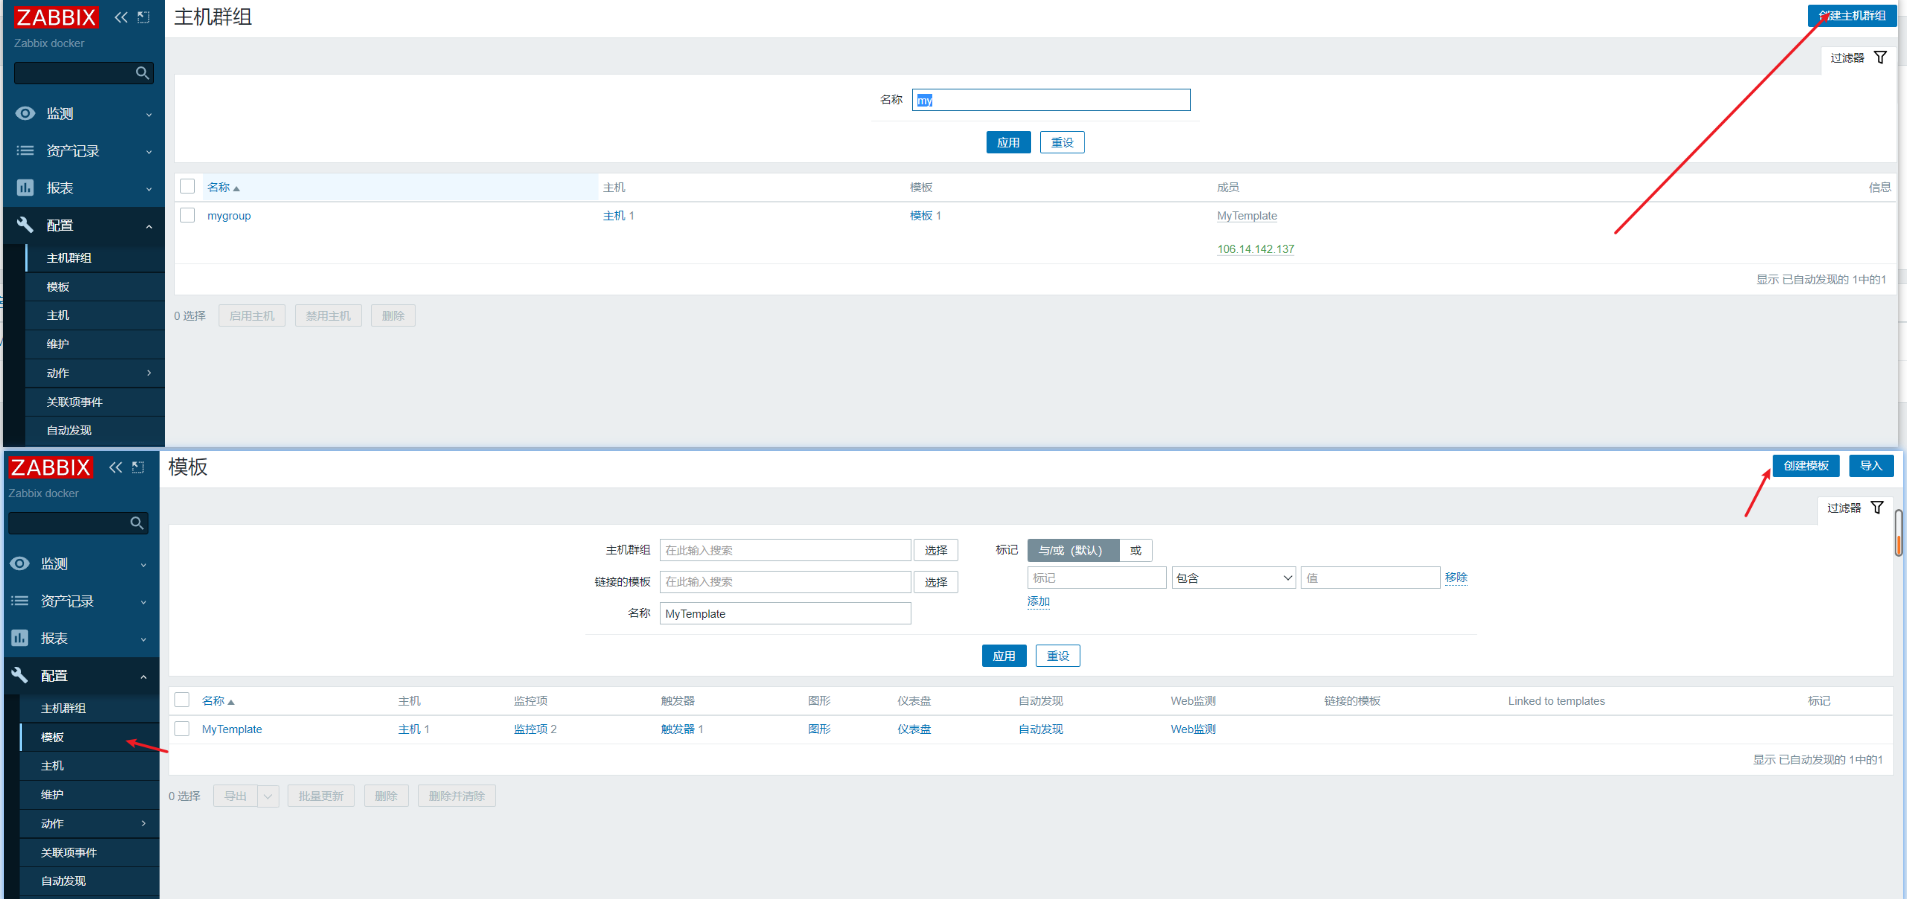 ZABBIX
Zabbix docker
监测
资产记录
报表
配置
主机群组
模板
主机
维护
动作
关联项事件
自动发现
主机群组
创建主机群组
过滤器
名称 my
应用 重设
名称 主机 模板 成员 信息
mygroup 主机 1 模板 1 MyTemplate
106.14.142.137
显示 已自动发现的 1中的1
0 选择 启用主机 禁用主机 删除
ZABBIX
Zabbix docker
监测
资产记录
报表
配置
主机群组
模板
主机
维护
动作
关联项事件
自动发现
模板
创建模板 导入
过滤器
主机群组 在此输入搜索 选择 标记 与/或（默认） 或
链接的模板 在此输入搜索 选择 标记 包含 值 移除
名称 MyTemplate 添加
应用 重设
名称 主机 监控项 触发器 图形 仪表盘 自动发现 Web监测 链接的模板 Linked to templates 标记
MyTemplate 主机 1 监控项 2 触发器 1 图形 仪表盘 自动发现 Web监测
显示 已自动发现的 1中的1
0 选择 导出 批量更新 删除 删除并清除